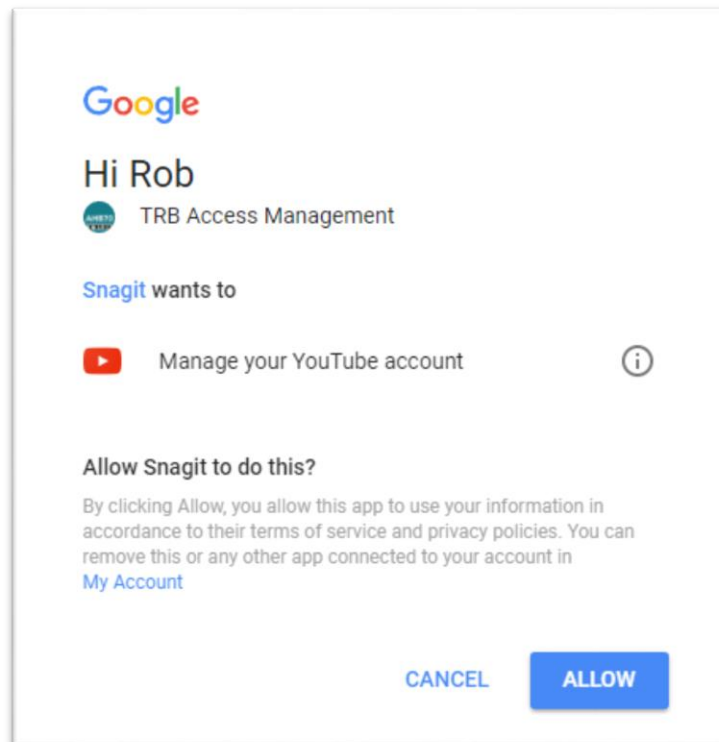 Google
Hi Rob
TRB Access Management
Snagit wants to
Manage your YouTube account
Allow Snagit to do this?
By clicking Allow, you allow this app to use your information in
accordance to their terms of service and privacy policies. You can
remove this or any other app connected to your account in
My Account
CANCEL ALLOW